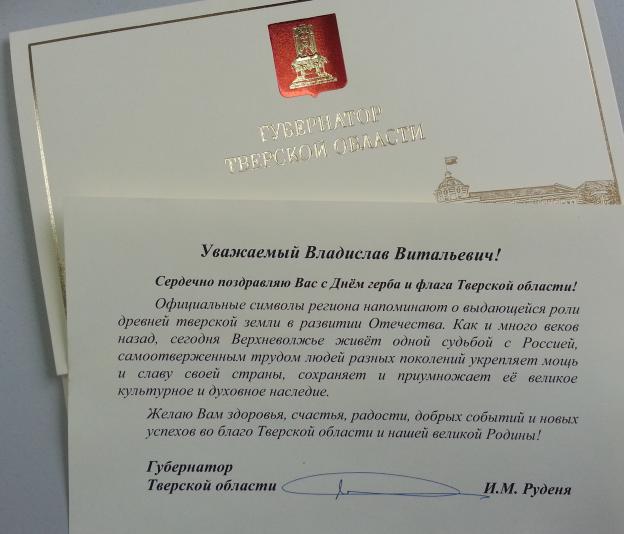 ГУБЕРНАТОР
ТВЕРСКОЙ ОБЛАСТИ
Уважаемый Владислав Витальевич!
Сердечно поздравляю Вас с Днём герба и флага Тверской области!
Официальные символы региона напоминают о выдающейся роли
древней тверской земли в развитии Отечества. Как и много веков
назад, сегодня Верхневолжье живёт одной судьбой с Россией,
самоотверженным трудом людей разных поколений укрепляет мощь
и славу своей страны, сохраняет и приумножает её великое
культурное и духовное наследие.
Желаю Вам здоровья, счастья, радости, добрых событий и новых
успехов во благо Тверской области и нашей великой Родины!
Губернатор
Тверской области И.М. Руденя